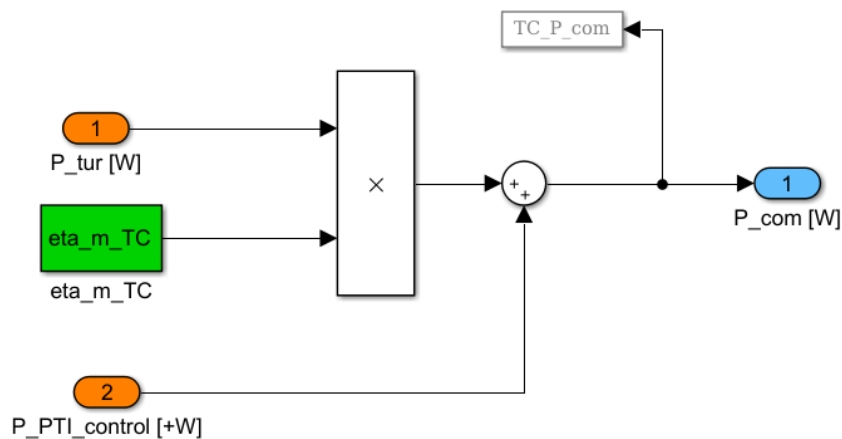 TC_P_com
1
P_tur [W]
×
+
+
1
P_com [W]
eta_m_TC
eta_m_TC
2
P_PTI_control [+W]